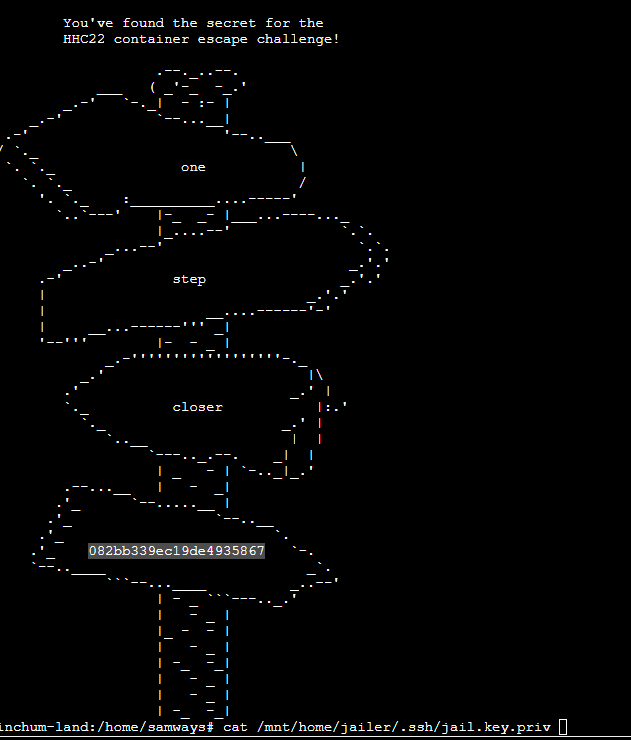 You've found the secret for the
HHC22 container escape challenge!
one
step
closer
082bb339ec19de4935867
inchum-land:/home/samways# cat /mnt/home/jailer/.ssh/jail.key.priv